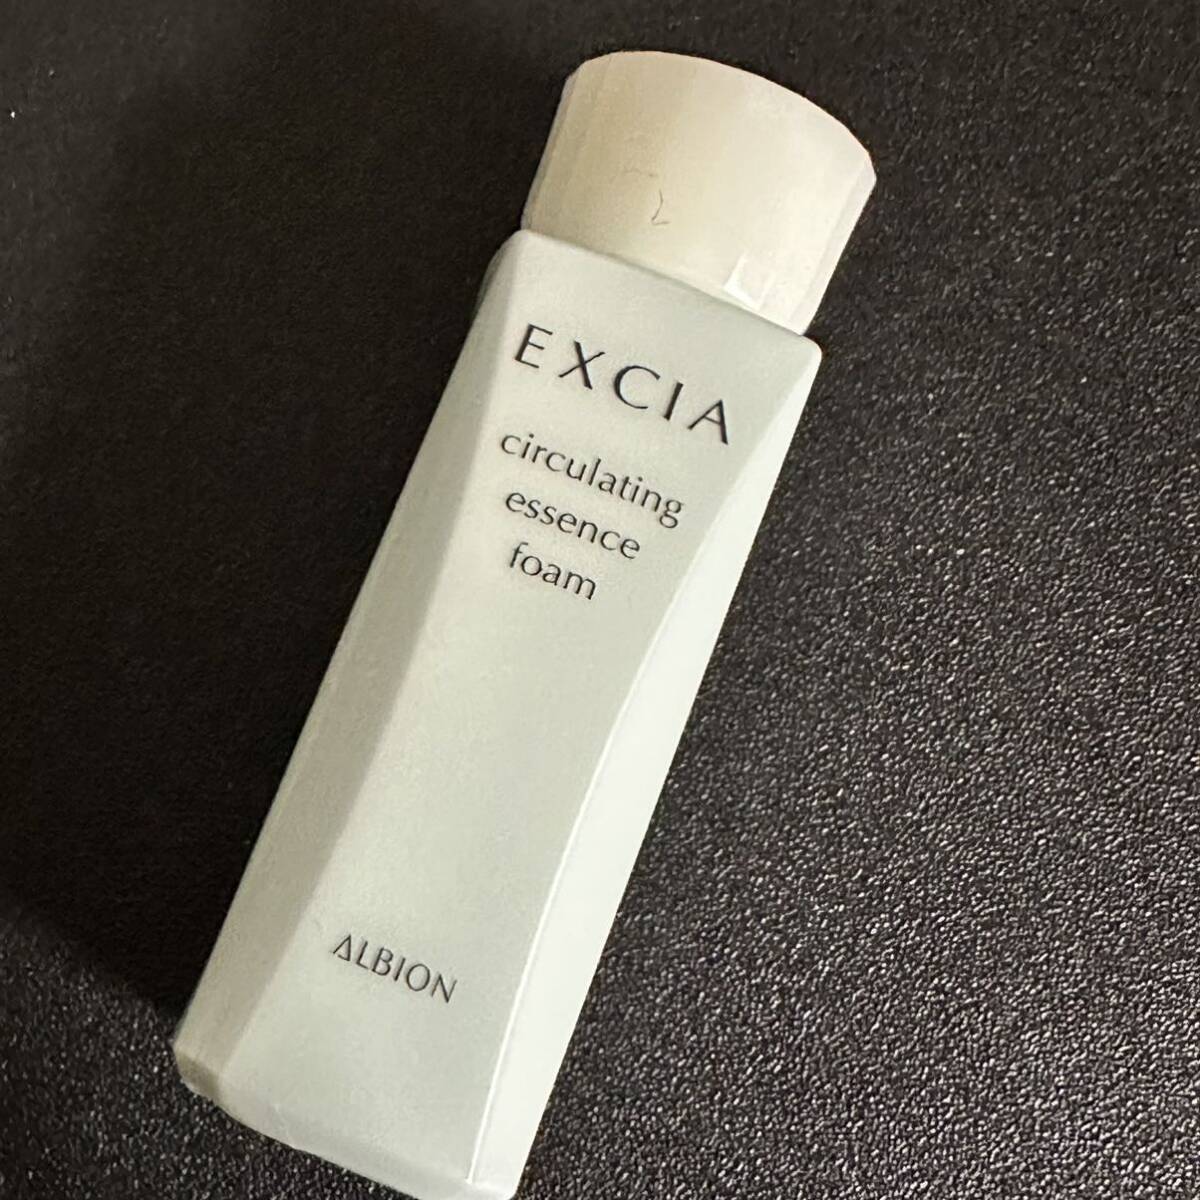 EXCIA
circulating
essence
foam
ALBION